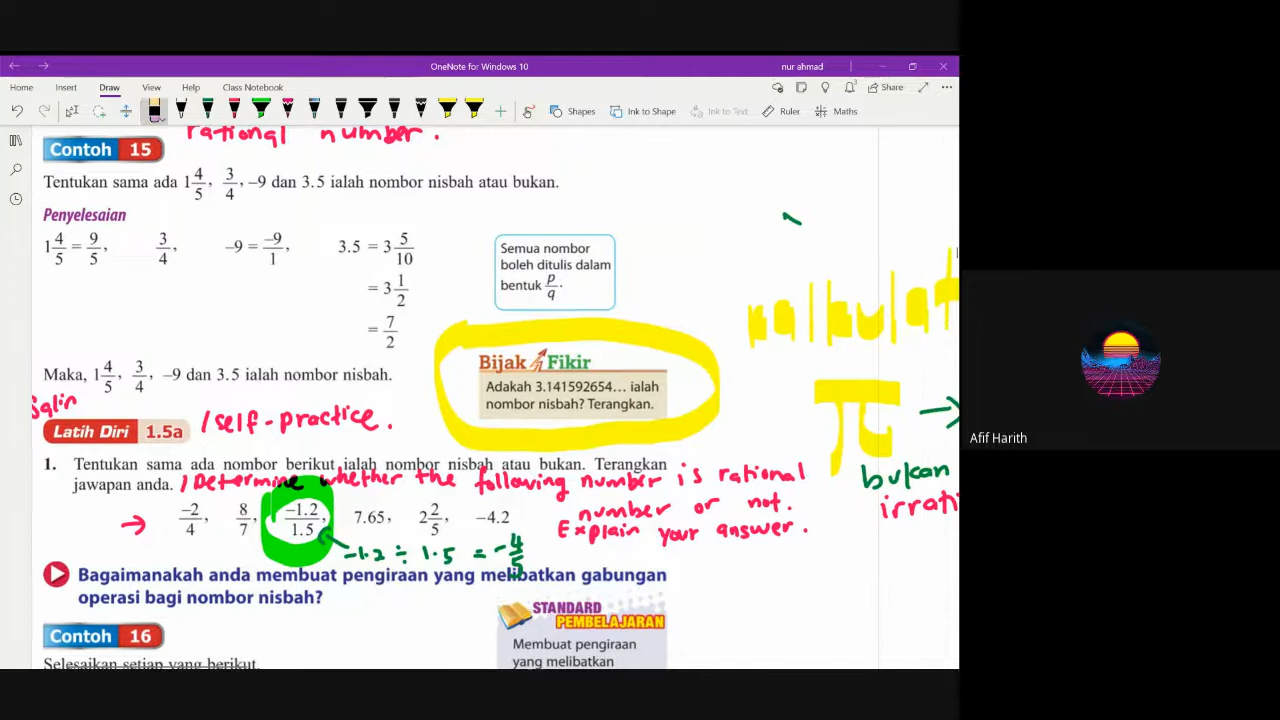 OneNote for Windows 10
nur ahmad
Home Insert Draw View Help Class Notebook
Share
Shapes Ink to Shape Ink to Text Ruler Maths
rational number.
Contoh 15
Tentukan sama ada 1 4/5, 3/4, –9 dan 3.5 ialah nombor nisbah atau bukan.
Penyelesaian
1 4/5 = 9/5, 3/4, –9 = –9/1, 3.5 = 3 5/10
= 3 1/2
= 7/2
Semua nombor
boleh ditulis dalam
bentuk p/q.
Bijak Fikir
Adakah 3.141592654… ialah
nombor nisbah? Terangkan.
Maka, 1 4/5, 3/4, –9 dan 3.5 ialah nombor nisbah.
Salin
Latih Diri 1.5a /self-practice.
1. Tentukan sama ada nombor berikut ialah nombor nisbah atau bukan. Terangkan
jawapan anda. /Determine whether the following number is rational
number or not.
Explain your answer.
→ –2/4, 8/7, –1.2/1.5, 7.65, 2 2/5, –4.2
-1.2 ÷ 1.5 = -4/5
Bagaimanakah anda membuat pengiraan yang melibatkan gabungan
operasi bagi nombor nisbah?
Contoh 16
Selesaikan setiap yang berikut.
STANDARD
PEMBELAJARAN
Membuat pengiraan
yang melibatkan
kalkulat
π →
bukan
irrati
Afif Harith